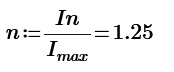 n := In / I_max = 1.25